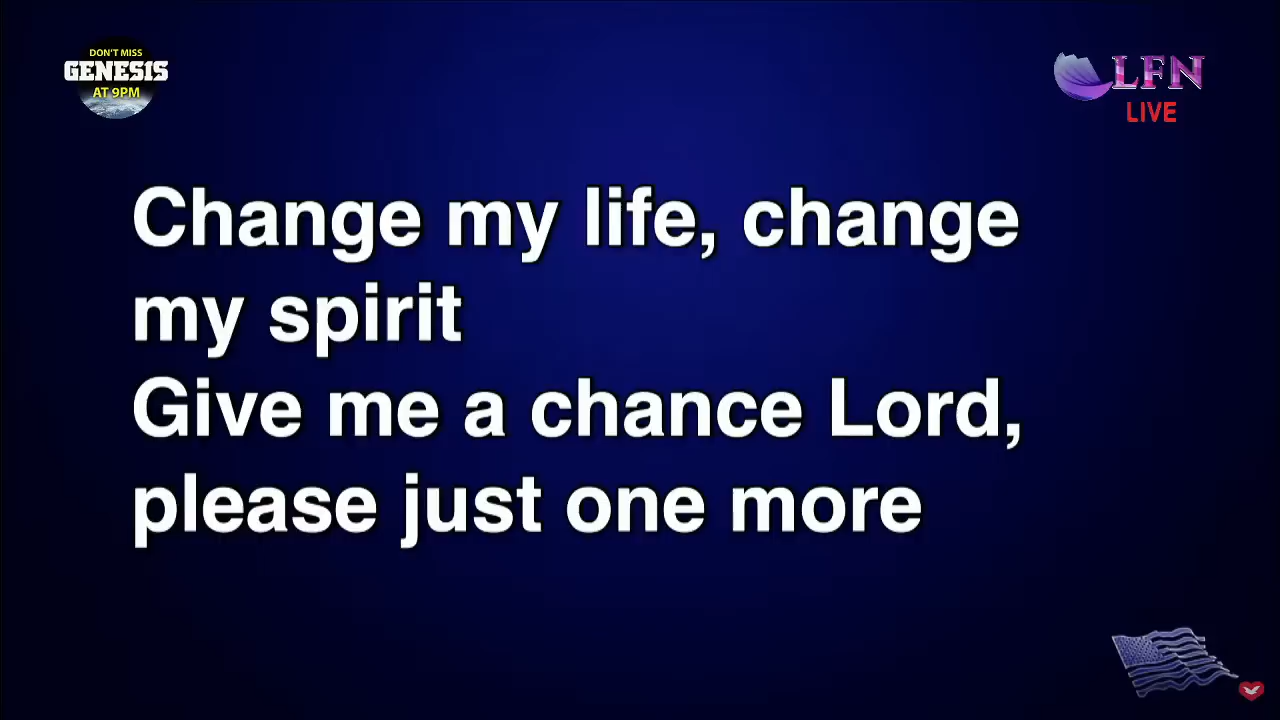 DON'T MISS
GENESIS
AT 9PM
LFN
LIVE
Change my life, change
my spirit
Give me a chance Lord,
please just one more